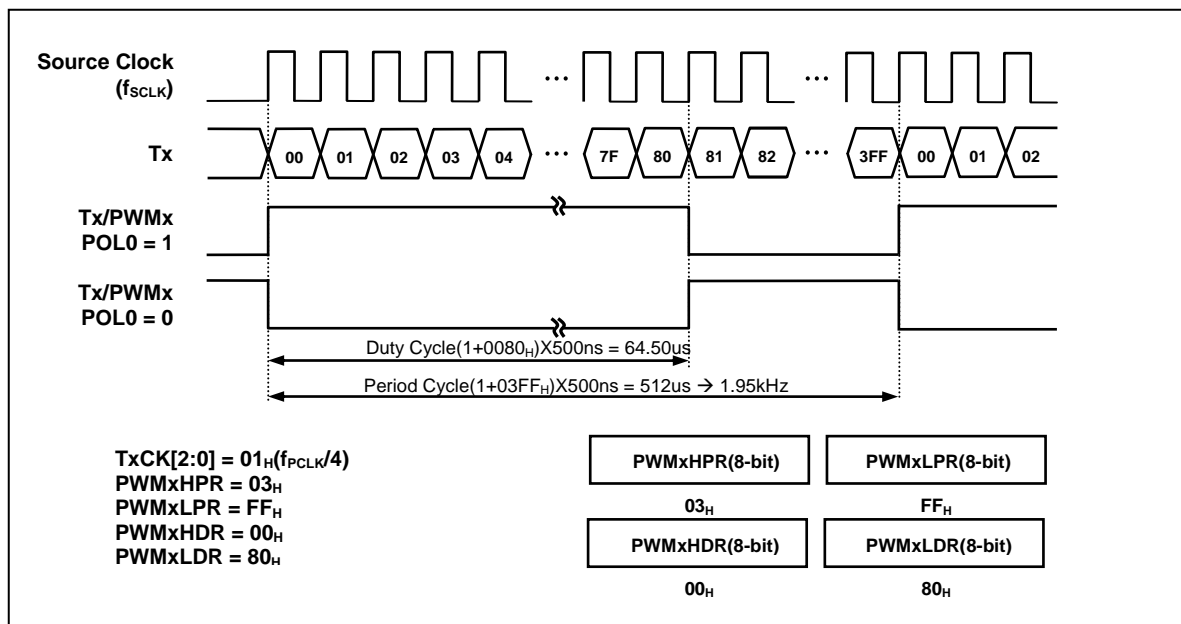 Source Clock
(fSCLK)
... ...
Tx
00 01 02 03 04 ... 7F 80 81 82 ... 3FF 00 01 02
Tx/PWMx
POL0 = 1
Tx/PWMx
POL0 = 0
Duty Cycle(1+0080H)X500ns = 64.50us
Period Cycle(1+03FFH)X500ns = 512us → 1.95kHz
TxCK[2:0] = 01H(fPCLK/4)
PWMxHPR = 03H
PWMxLPR = FFH
PWMxHDR = 00H
PWMxLDR = 80H
PWMxHPR(8-bit) PWMxLPR(8-bit)
03H FFH
PWMxHDR(8-bit) PWMxLDR(8-bit)
00H 80H